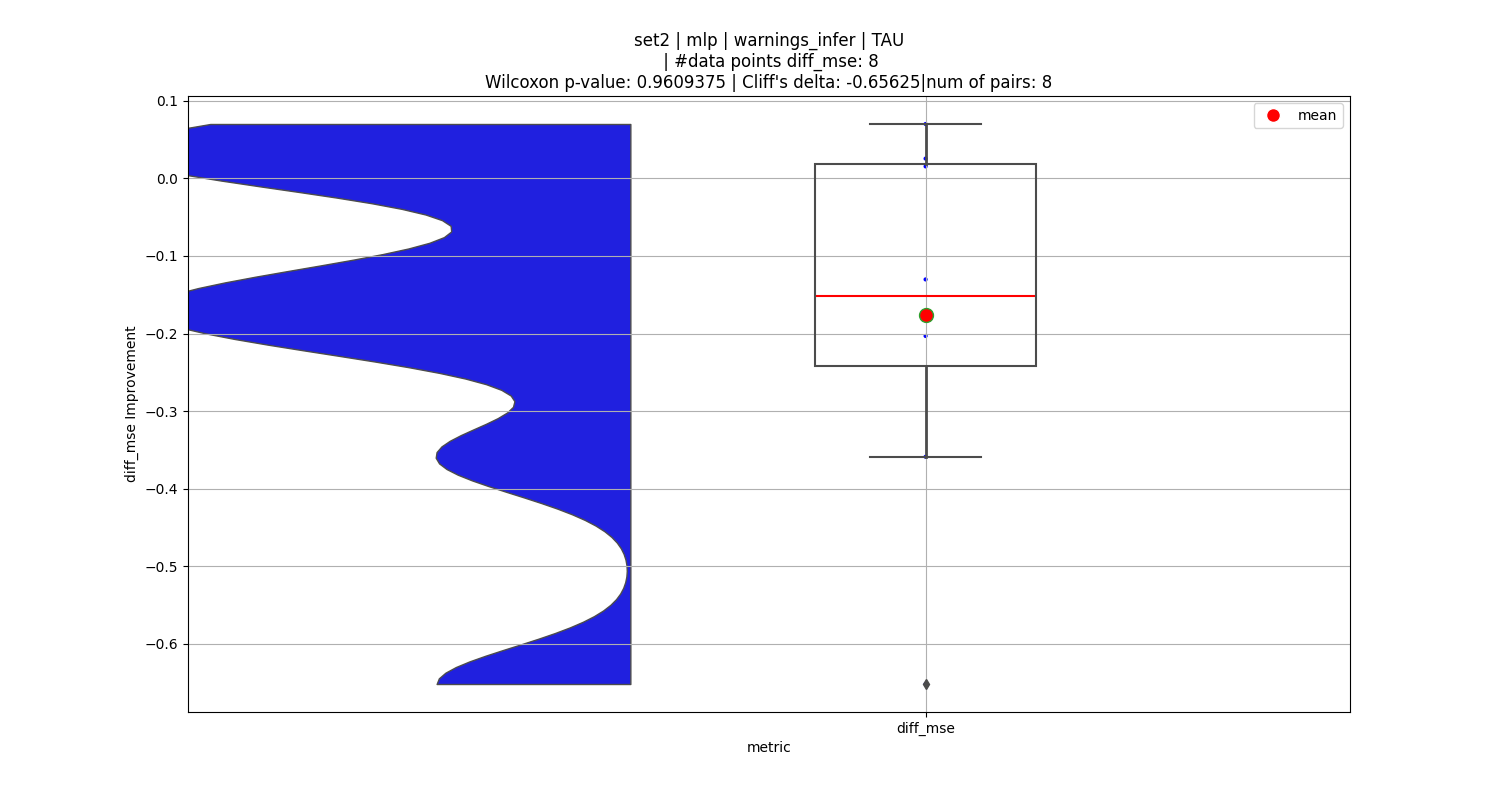 set2 | mlp | warnings_infer | TAU
| #data points diff_mse: 8
Wilcoxon p-value: 0.9609375 | Cliff's delta: -0.65625|num of pairs: 8
mean
0.1
0.0
−0.1
−0.2
−0.3
−0.4
−0.5
−0.6
diff_mse Improvement
diff_mse
metric